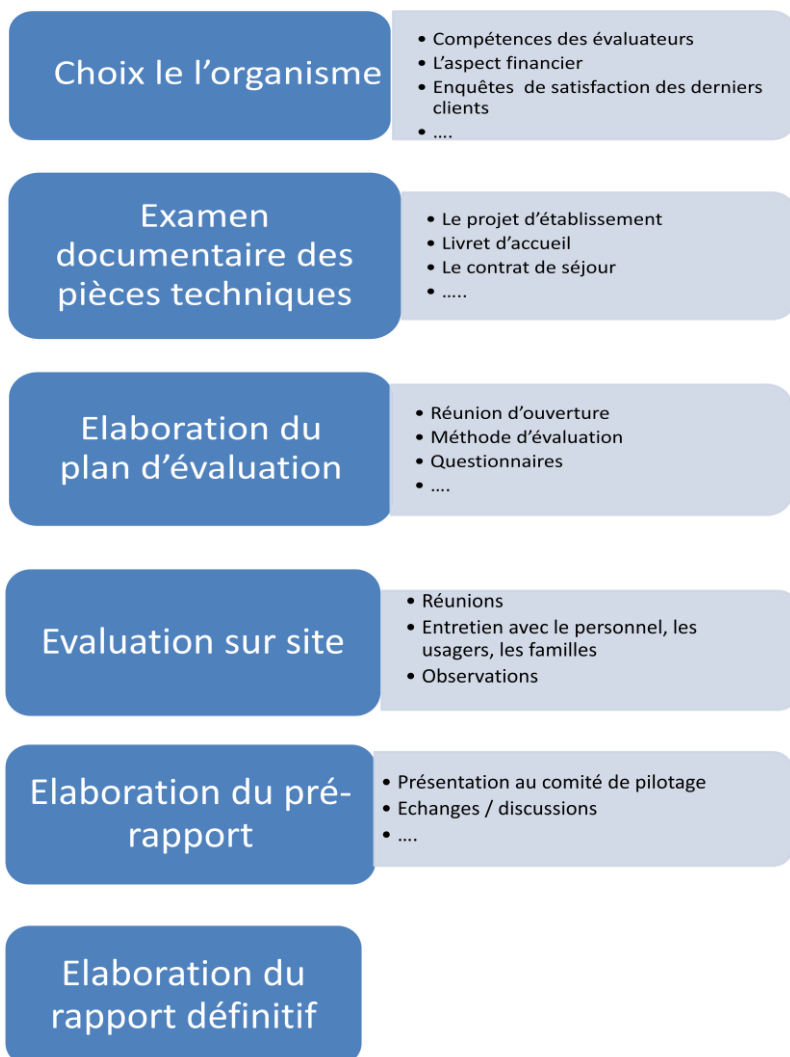 Choix le l'organisme
• Compétences des évaluateurs
• L'aspect financier
• Enquêtes de satisfaction des derniers
clients
• ....
Examen
documentaire des
pièces techniques
• Le projet d'établissement
• Livret d'accueil
• Le contrat de séjour
• .....
Elaboration du
plan d'évaluation
• Réunion d'ouverture
• Méthode d'évaluation
• Questionnaires
• ....
Evaluation sur site
• Réunions
• Entretien avec le personnel, les
usagers, les familles
• Observations
Elaboration du pré-
rapport
• Présentation au comité de pilotage
• Echanges / discussions
• ....
Elaboration du
rapport définitif